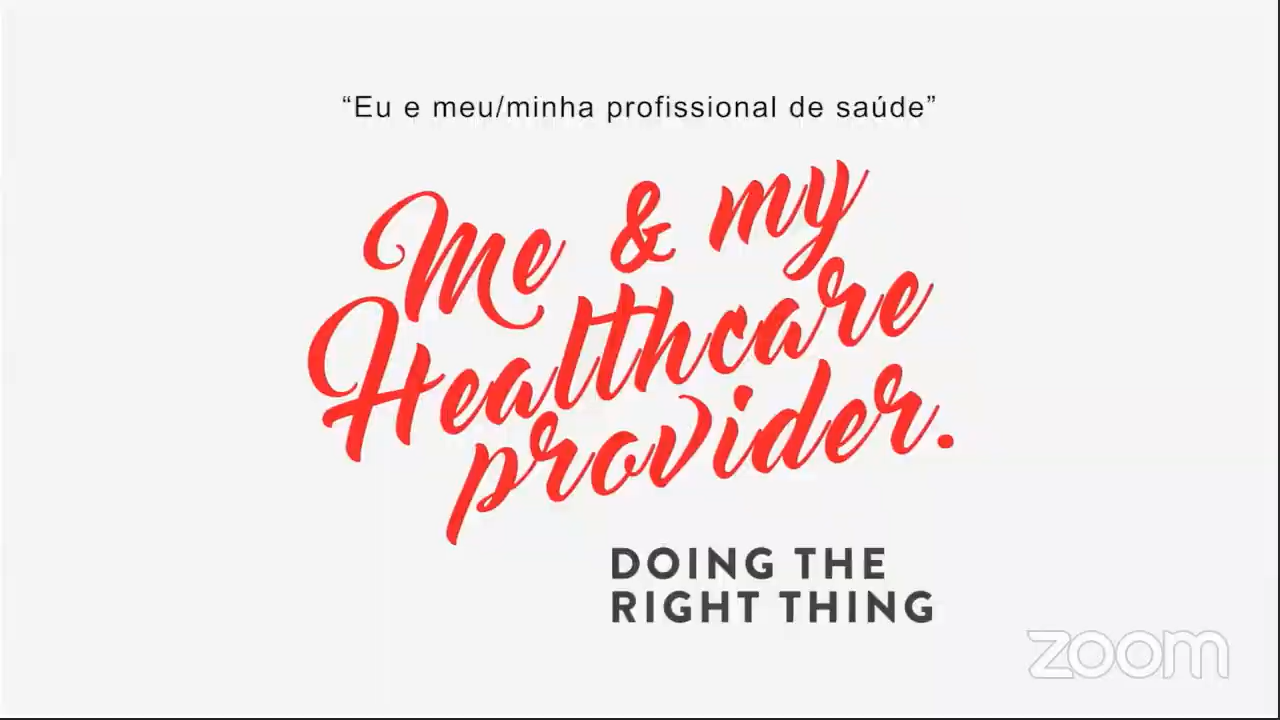 “Eu e meu/minha profissional de saúde”
Me & my
Healthcare
provider.
DOING THE
RIGHT THING
zoom